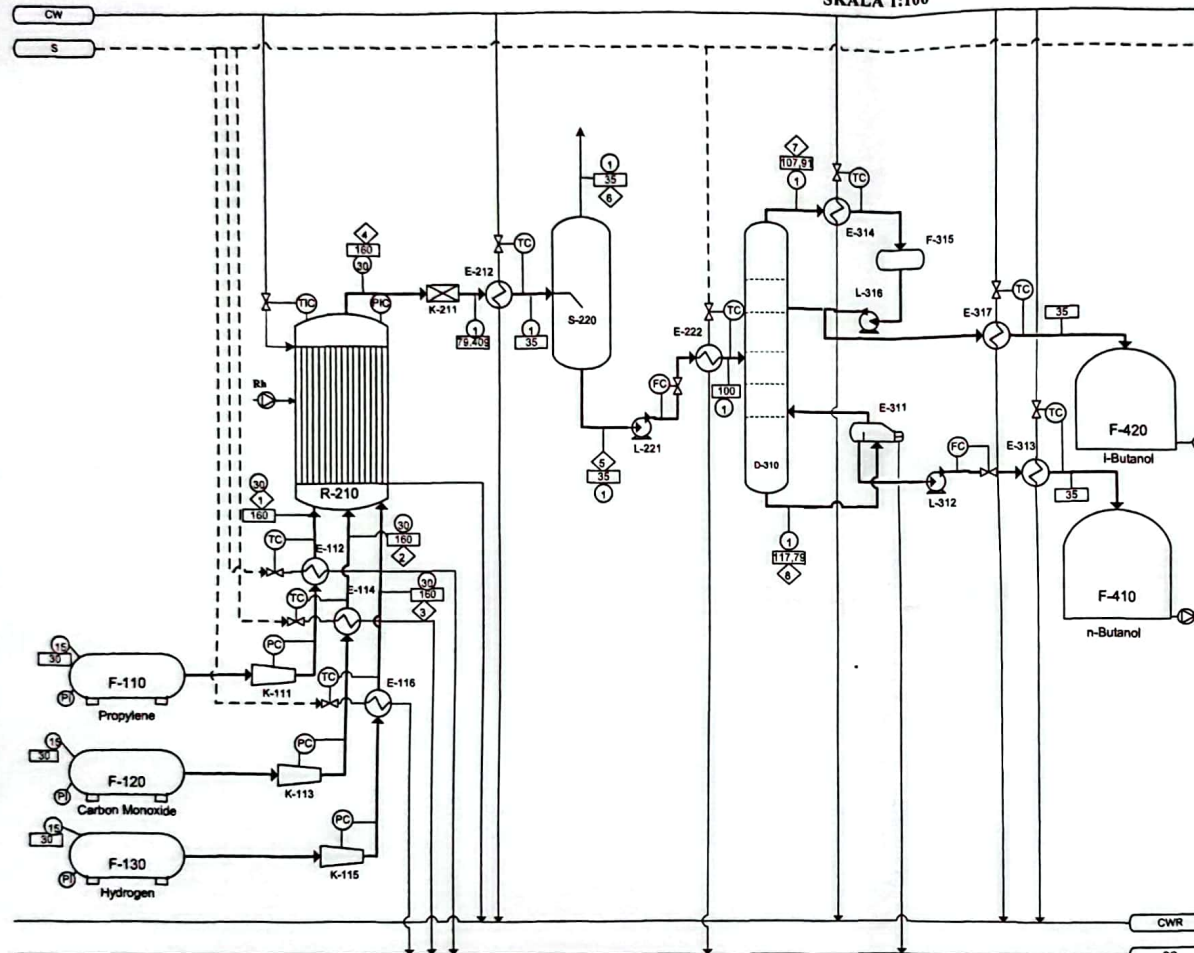 SKALA 1:100
CW
S
7
107,91
1
TC
E-314
F-315
L-316
1
35
6
4
160
30
TIC
PIC
K-211
E-212
TC
1
79,409
1
35
S-220
E-222
TC
100
1
FC
L-221
5
35
1
D-310
E-311
E-317
TC
35
F-420
i-Butanol
FC
L-312
E-313
TC
35
F-410
n-Butanol
1
117,79
8
Rh
R-210
30
1
160
TC
E-112
30
160
2
TC
E-114
30
160
3
TC
E-116
15
30
PI
F-110
Propylene
PC
K-111
15
30
PI
F-120
Carbon Monoxide
PC
K-113
15
30
PI
F-130
Hydrogen
PC
K-115
CWR